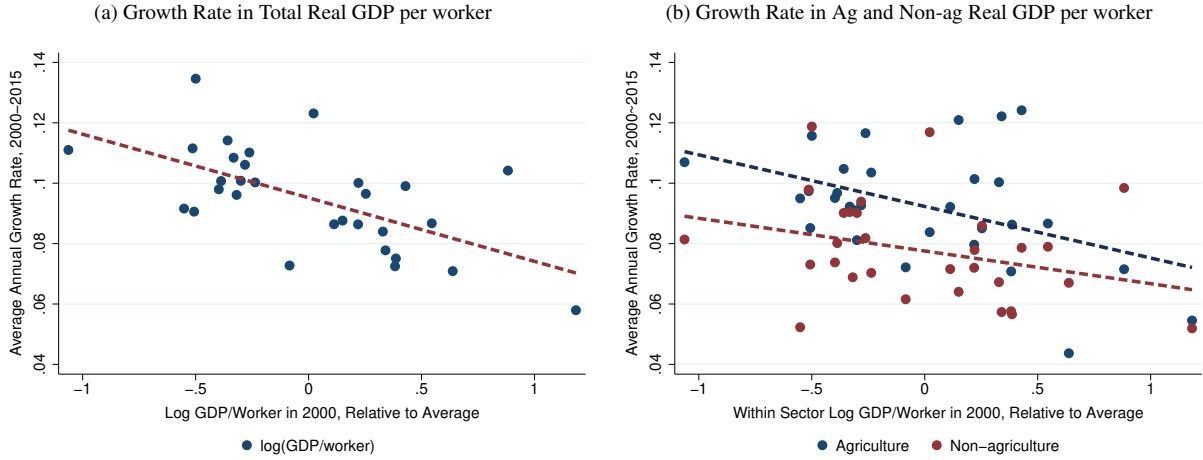 (a) Growth Rate in Total Real GDP per worker
Average Annual Growth Rate, 2000−2015
.14
.12
.1
.08
.06
.04
−1
−.5
0
.5
1
Log GDP/Worker in 2000, Relative to Average
log(GDP/worker)
(b) Growth Rate in Ag and Non-ag Real GDP per worker
Average Annual Growth Rate, 2000~2015
.14
.12
.1
.08
.06
.04
−1
−.5
0
.5
1
Within Sector Log GDP/Worker in 2000, Relative to Average
Agriculture
Non−agriculture